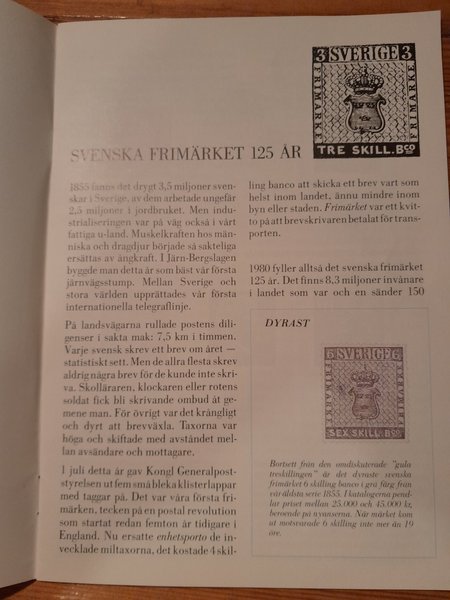 3 SVERIGE 3
FRIMÄRKE
FRIMÄRKE
TRE SKILL. Bco
SVENSKA FRIMÄRKET 125 ÅR
1855 fanns det drygt 3,5 miljoner sven-
skar i Sverige, av dem arbetade ungefär
2,5 miljoner i jordbruket. Men indu-
strialiseringen var på väg också i vårt
fattiga u-land. Muskelkraften hos män-
niska och dragdjur började så sakteliga
ersättas av ångkraft. I Järn-Bergslagen
byggde man detta år som bäst vår första
järnvägsstump. Mellan Sverige och
stora världen upprättades vår första
internationella telegraflinje.
På landsvägarna rullade postens dili-
genser i sakta mak: 7,5 km i timmen.
Varje svensk skrev ett brev om året —
statistiskt sett. Men de allra flesta skrev
aldrig några brev för de kunde inte skri-
va. Skolläraren, klockaren eller rotens
soldat fick bli skrivande ombud åt ge-
mene man. För övrigt var det krångligt
och dyrt att brevväxla. Taxorna var
höga och skiftade med avståndet mel-
lan avsändare och mottagare.
I juli detta år gav Kongl Generalpost-
styrelsen ut fem små bleka klisterlappar
med taggar på. Det var våra första fri-
märken, tecken på en postal revolution
som startat redan femton år tidigare i
England. Nu ersatte enhetsporto de in-
vecklade miltaxorna, det kostade 4 skil-
ling banco att skicka ett brev vart som
helst inom landet, ännu mindre inom
byn eller staden. Frimärket var ett kvit-
to på att brevskrivaren betalat för trans-
porten.
1980 fyller alltså det svenska frimärket
125 år. Det finns 8,3 miljoner invånare
i landet som var och en sänder 150
DYRAST
6 SVERIGE 6
FRIMÄRKE
FRIMÄRKE
SEX SKILL. Bco
Bortsett från den omdiskuterade "gula
treskillingen" är det dyraste svenska
frimärket 6 skilling banco i grå färg från
vår äldsta serie 1855. I katalogerna pend-
lar priset mellan 25.000 och 45.000 kr,
beroende på nyanserna. När märket kom
ut motsvarade 6 skilling inte mer än 19
öre.